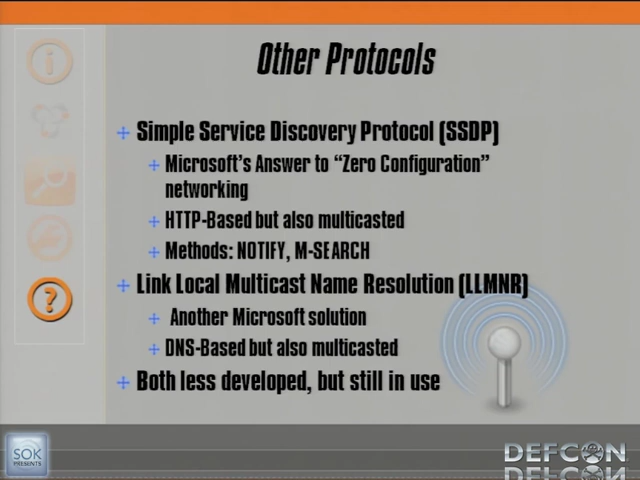 Other Protocols
Simple Service Discovery Protocol (SSDP)
Microsoft's Answer to "Zero Configuration"
networking
HTTP-Based but also multicasted
Methods: NOTIFY, M-SEARCH
Link Local Multicast Name Resolution (LLMNR)
Another Microsoft solution
DNS-Based but also multicasted
Both less developed, but still in use
?
SOK
PRESENTS
DEFCON